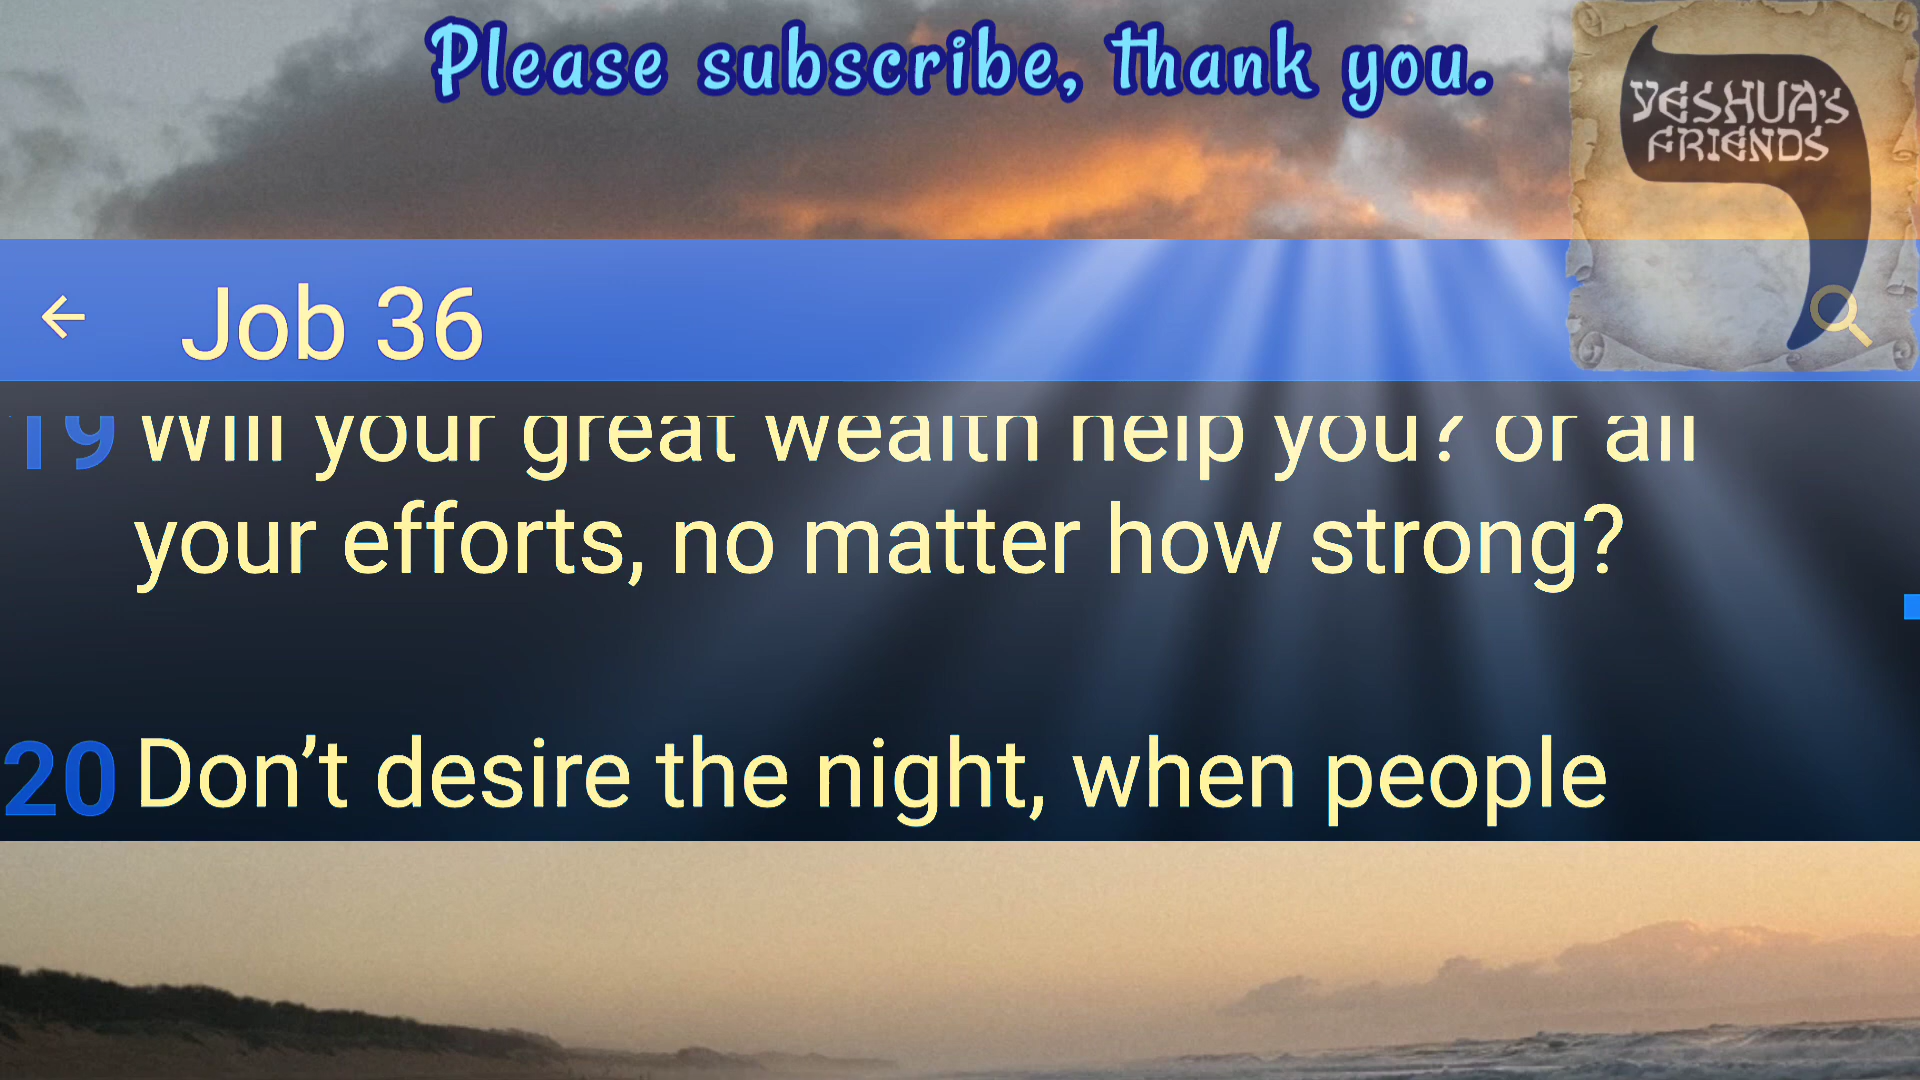 Please subscribe, thank you.
YESHUA'S
FRIENDS
Job 36
19 Will your great wealth help you? or all
your efforts, no matter how strong?
20 Don’t desire the night, when people